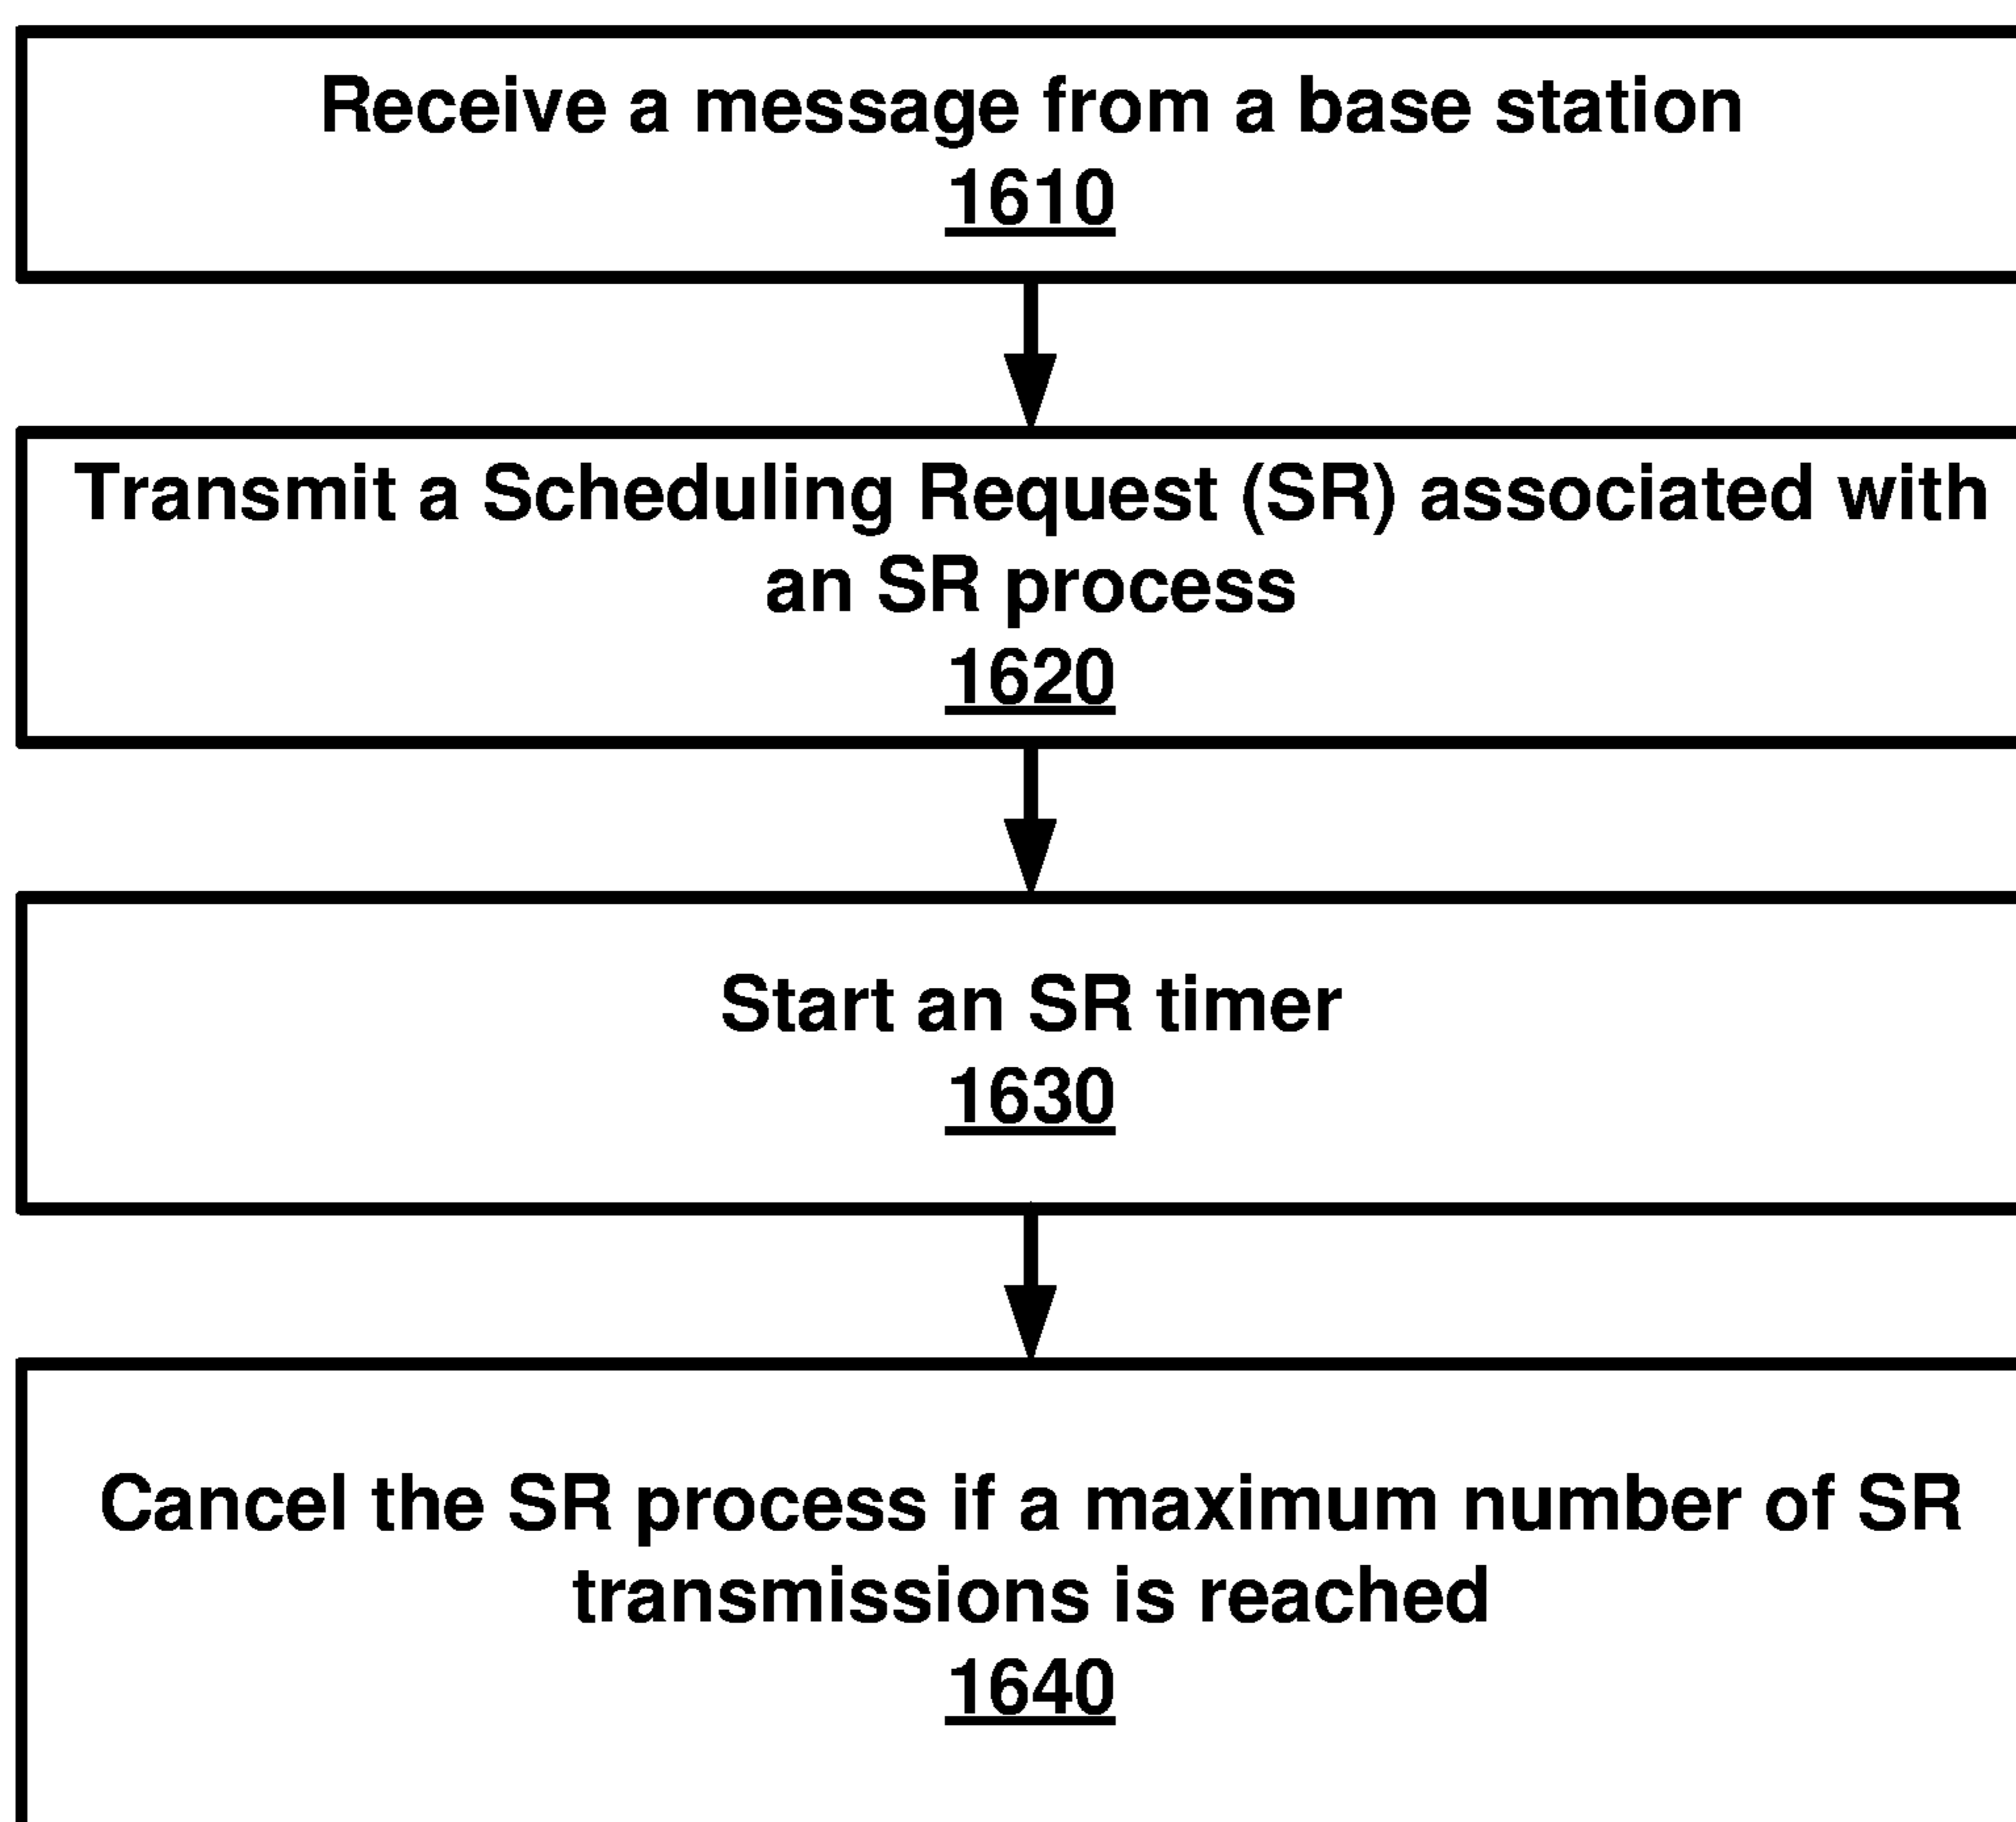 Receive a message from a base station
1610
Transmit a Scheduling Request (SR) associated with
an SR process
1620
Start an SR timer
1630
Cancel the SR process if a maximum number of SR
transmissions is reached
1640